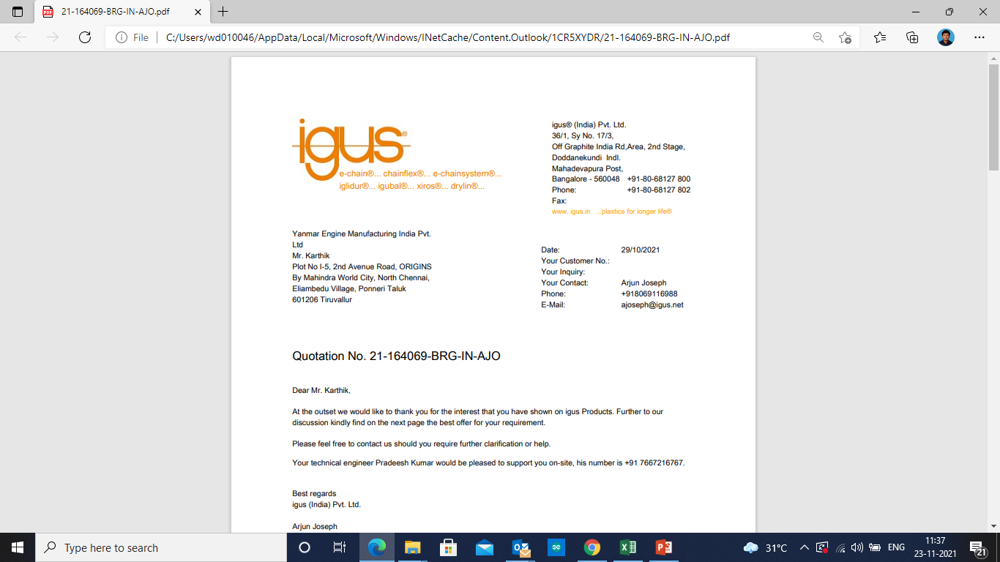 21-164069-BRG-IN-AJO.pdf
File
C:/Users/wd010046/AppData/Local/Microsoft/Windows/INetCache/Content.Outlook/1CR5XYDR/21-164069-BRG-IN-AJO.pdf
igus®
e-chain®... chainflex®... e-chainsystem®...
iglidur®... igubal®... xiros®... drylin®...
igus® (India) Pvt. Ltd.
36/1, Sy No. 17/3,
Off Graphite India Rd,Area, 2nd Stage,
Doddanekundi Indl.
Mahadevapura Post,
Bangalore - 560048 +91-80-68127 800
Phone: +91-80-68127 802
Fax:
www. igus.in ...plastics for longer life®
Yanmar Engine Manufacturing India Pvt.
Ltd
Mr. Karthik
Plot No I-5, 2nd Avenue Road, ORIGINS
By Mahindra World City, North Chennai,
Eliambedu Village, Ponneri Taluk
601206 Tiruvallur
Date: 29/10/2021
Your Customer No.:
Your Inquiry:
Your Contact: Arjun Joseph
Phone: +918069116988
E-Mail: ajoseph@igus.net
Quotation No. 21-164069-BRG-IN-AJO
Dear Mr. Karthik,
At the outset we would like to thank you for the interest that you have shown on igus Products. Further to our
discussion kindly find on the next page the best offer for your requirement.
Please feel free to contact us should you require further clarification or help.
Your technical engineer Pradeesh Kumar would be pleased to support you on-site, his number is +91 7667216767.
Best regards
igus (India) Pvt. Ltd.
Arjun Joseph
Type here to search
31°C
ENG
11:37
23-11-2021
21